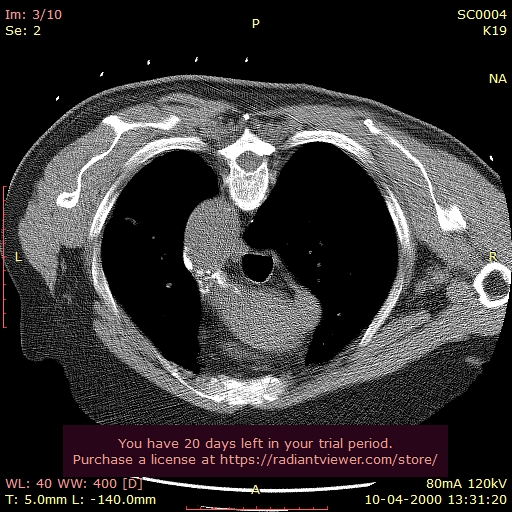 Im: 3/10
Se: 2
P
SC0004
K19
NA
L
R
You have 20 days left in your trial period.
Purchase a license at https://radiantviewer.com/store/
WL: 40 WW: 400 [D]
T: 5.0mm L: -140.0mm
A
80mA 120kV
10-04-2000 13:31:20